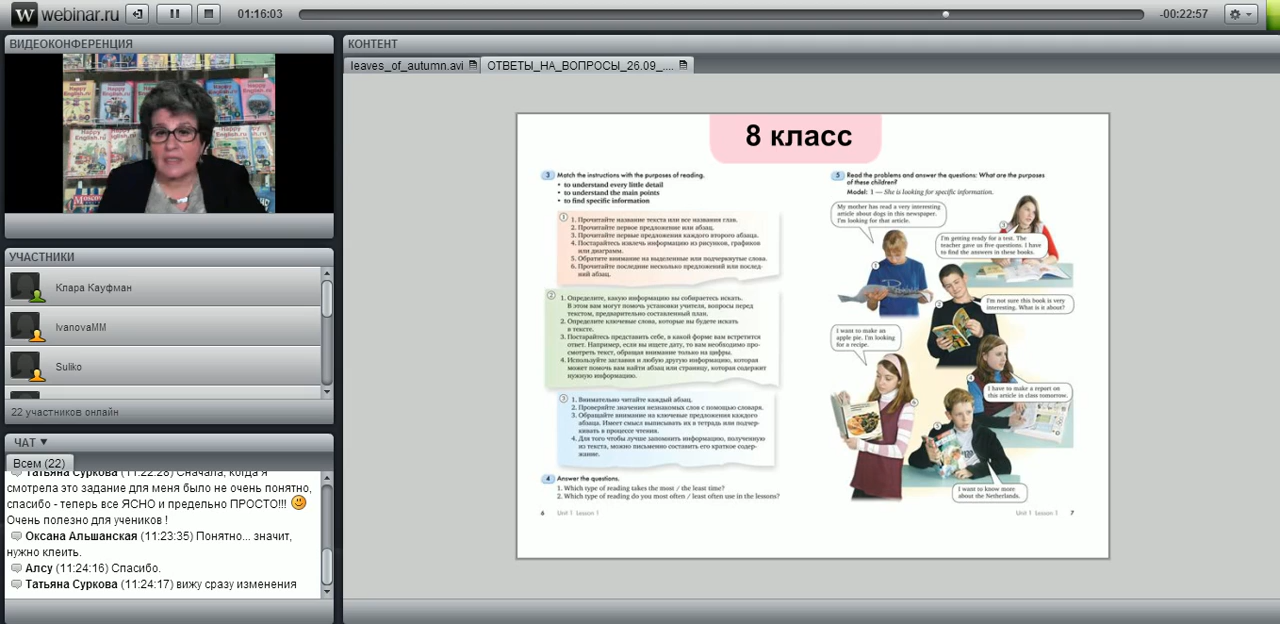 webinar.ru
01:16:03
-00:22:57
ВИДЕОКОНФЕРЕНЦИЯ
Happy
English.ru
УЧАСТНИКИ
Клара Кауфман
IvanovaMM
Suliko
22 участников онлайн
ЧАТ
Всем (22)
Татьяна Суркова (11:22:28) Сначала, когда я
смотрела это задание для меня было не очень понятно,
спасибо - теперь все ЯСНО и предельно ПРОСТО!!!
Очень полезно для учеников !
Оксана Альшанская (11:23:35) Понятно... значит,
нужно клеить.
Алсу (11:24:16) Спасибо.
Татьяна Суркова (11:24:17) вижу сразу изменения
КОНТЕНТ
leaves_of_autumn.avi
ОТВЕТЫ_НА_ВОПРОСЫ_26.09_....
8 класс
3 Match the instructions with the purposes of reading.
• to understand every little detail
• to understand the main points
• to find specific information
1
1. Прочитайте название текста или все названия глав.
2. Прочитайте первое предложение или абзац.
3. Прочитайте первые предложения каждого второго абзаца.
4. Постарайтесь извлечь информацию из рисунков, графиков
или диаграмм.
5. Обратите внимание на выделенные или подчеркнутые слова.
6. Прочитайте последние несколько предложений или послед-
ний абзац.
2
1. Определите, какую информацию вы собираетесь искать.
В этом вам могут помочь установки учителя, вопросы перед
текстом, предварительно составленный план.
2. Определите ключевые слова, которые вы будете искать
в тексте.
3. Постарайтесь представить себе, в какой форме вам встретится
ответ. Например, если вы ищете дату, то вам необходимо про-
смотреть текст, обращая внимание только на цифры.
4. Используйте заглавия и любую другую информацию, которая
может помочь вам найти абзац или страницу, которая содержит
нужную информацию.
3
1. Внимательно читайте каждый абзац.
2. Проверяйте значения незнакомых слов с помощью словаря.
3. Обращайте внимание на ключевые предложения каждого
абзаца. Имеет смысл выписывать их в тетрадь или подчер-
кивать в процессе чтения.
4. Для того чтобы лучше запомнить информацию, полученную
из текста, можно письменно составить его краткое содер-
жание.
4 Answer the questions.
1. Which type of reading takes the most / the least time?
2. Which type of reading do you most often / least often use in the lessons?
6 Unit 1 Lesson 1
5 Read the problems and answer the questions: What are the purposes
of these children?
Model: 1 — She is looking for specific information.
My mother has read a very interesting
article about dogs in this newspaper.
I'm looking for that article.
I'm getting ready for a test. The
teacher gave us five questions. I have
to find the answers in these books.
I'm not sure this book is very
interesting. What is it about?
I want to make an
apple pie. I'm looking
for a recipe.
I have to make a report on
this article in class tomorrow.
I want to know more
about the Netherlands.
Unit 1 Lesson 1 7